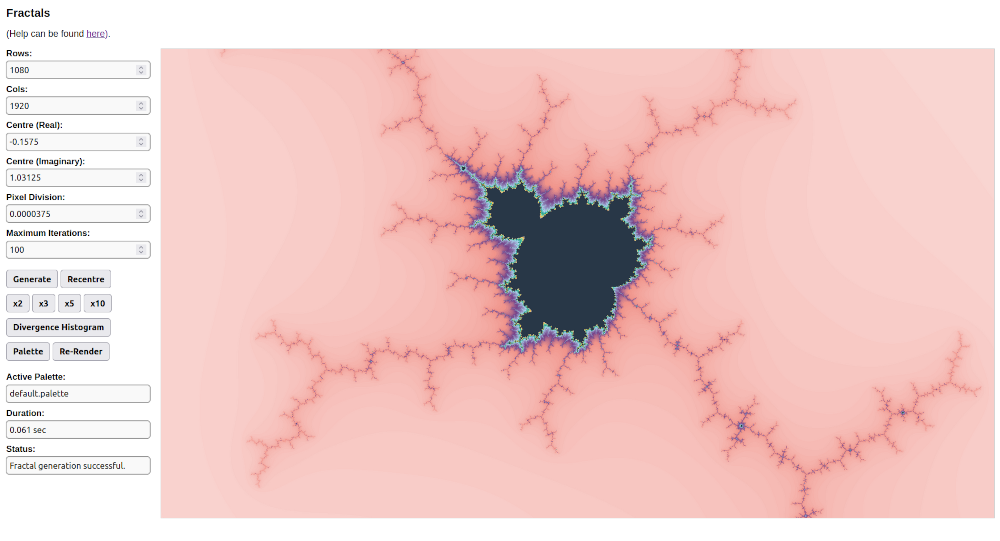 Fractals
(Help can be found here).
Rows:
1080
Cols:
1920
Centre (Real):
-0.1575
Centre (Imaginary):
1.03125
Pixel Division:
0.0000375
Maximum Iterations:
100
Generate Recentre
x2 x3 x5 x10
Divergence Histogram
Palette Re-Render
Active Palette:
default.palette
Duration:
0.061 sec
Status:
Fractal generation successful.